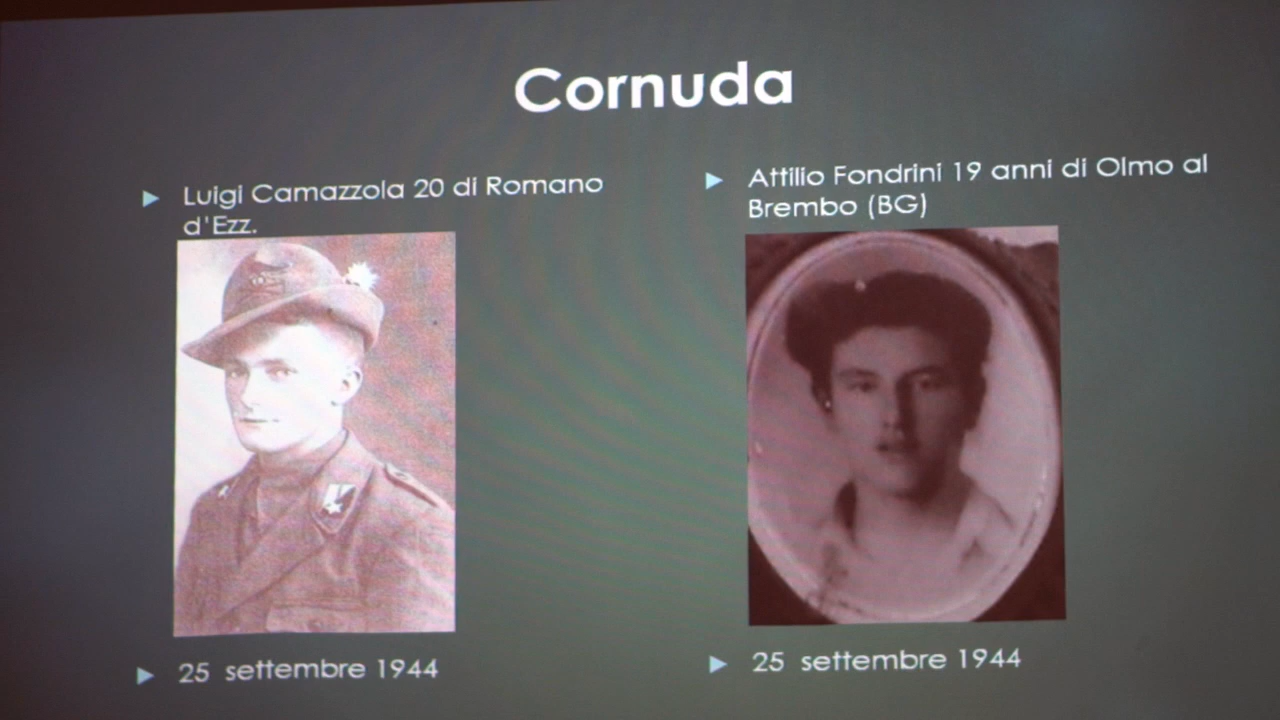 Cornuda
Luigi Camazzola 20 di Romano
d'Ezz.
Attilio Fondrini 19 anni di Olmo al
Brembo (BG)
25 settembre 1944
25 settembre 1944